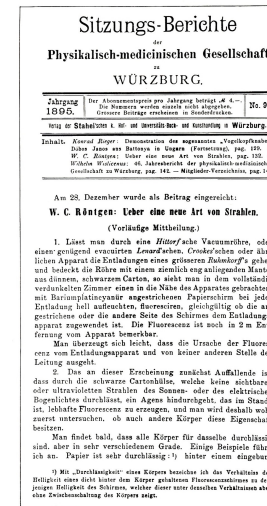 Sitzungs-Berichte
der
Physikalisch-medicinischen Gesellschaft
zu
WÜRZBURG.
Jahrgang
1895.
Der Abonnementspreis pro Jahrgang beträgt ℳ 4.—.
Die Nummern werden einzeln nicht abgegeben.
Grössere Beiträge erscheinen in Sonderdrucken.
No. 9
Verlag der Stahel'schen k. Hof- und Universitäts-Buch- und Kunsthandlung in Würzburg.
Inhalt. Konrad Rieger: Demonstration des sogenannten „Vogelkopfknaben"
Döbos Janos aus Battonya in Ungarn (Fortsetzung), pag. 129. —
W. C. Röntgen: Ueber eine neue Art von Strahlen, pag. 132. —
Wilhelm Wislicenus: 46. Jahresbericht der physikalisch-medicinischen
Gesellschaft zu Würzburg, pag. 142. — Mitglieder-Verzeichniss, pag.
Am 28. Dezember wurde als Beitrag eingereicht:
W. C. Röntgen: Ueber eine neue Art von Strahlen.
(Vorläufige Mittheilung.)
1. Lässt man durch eine Hittorf'sche Vacuumröhre, ode
einen genügend evacuirten Lenard'schen, Crookes'schen oder ähn
lichen Apparat die Entladungen eines grösseren Ruhmkorff's gehe
und bedeckt die Röhre mit einem ziemlich eng anliegenden Mante
aus dünnem, schwarzem Carton, so sieht man in dem vollständi
verdunkelten Zimmer einen in die Nähe des Apparates gebrachten
mit Bariumplatincyanür angestrichenen Papierschirm bei jede
Entladung hell aufleuchten, fluoresciren, gleichgültig ob die an
gestrichene oder die andere Seite des Schirmes dem Entladungs
apparat zugewendet ist. Die Fluorescenz ist noch in 2 m En
fernung vom Apparat bemerkbar.
Man überzeugt sich leicht, dass die Ursache der Fluore
cenz vom Entladungsapparat und von keiner anderen Stelle de
Leitung ausgeht.
2. Das an dieser Erscheinung zunächst Auffallende is
dass durch die schwarze Cartonhülse, welche keine sichtbare
oder ultravioletten Strahlen des Sonnen- oder des elektrische
Bogenlichtes durchlässt, ein Agens hindurchgeht, das im Stand
ist, lebhafte Fluorescenz zu erzeugen, und man wird deshalb woh
zuerst untersuchen, ob auch andere Körper diese Eigenscha
besitzen.
Man findet bald, dass alle Körper für dasselbe durchlässi
sind, aber in sehr verschiedenem Grade. Einige Beispiele führ
ich an. Papier ist sehr durchlässig: ¹) hinter einem eingebun
¹) Mit „Durchlässigkeit" eines Körpers bezeichne ich das Verhältniss de
Helligkeit eines dicht hinter dem Körper gehaltenen Fluorescenzschirmes zu de
jenigen Helligkeit des Schirmes, welcher dieser unter denselben Verhältnissen abe
ohne Zwischenschaltung des Körpers zeigt.